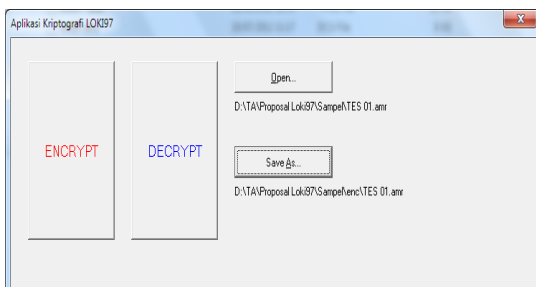 Aplikasi Kriptografi LOKI97
ENCRYPT
DECRYPT
Open...
D:\TA\Proposal Loki97\Sampel\TES 01.amr
Save As...
D:\TA\Proposal Loki97\Sampel\enc\TES 01.amr